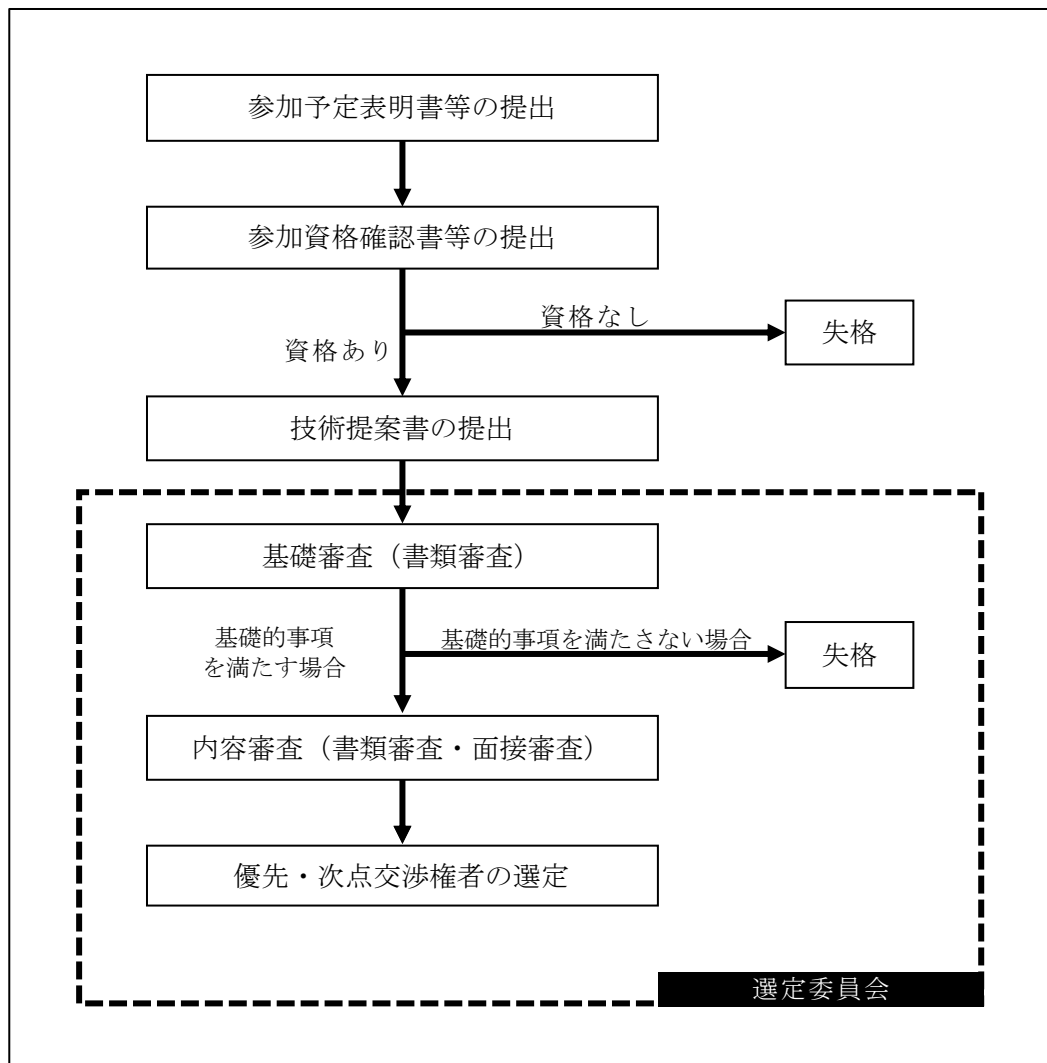 参加予定表明書等の提出
参加資格確認書等の提出
資格なし
失格
資格あり
技術提案書の提出
基礎審査（書類審査）
基礎的事項
を満たす場合
基礎的事項を満たさない場合
失格
内容審査（書類審査・面接審査）
優先・次点交渉権者の選定
選定委員会